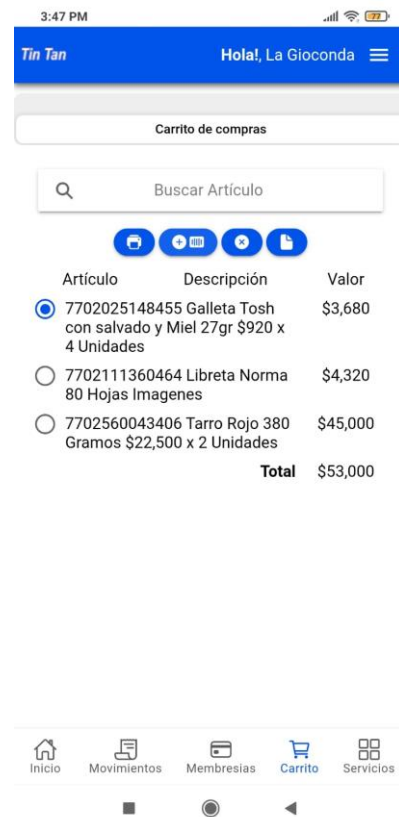 3:47 PM 77
Tin Tan Hola!, La Gioconda
Carrito de compras
Buscar Artículo
Artículo Descripción Valor
7702025148455 Galleta Tosh $3,680
con salvado y Miel 27gr $920 x
4 Unidades
7702111360464 Libreta Norma $4,320
80 Hojas Imagenes
7702560043406 Tarro Rojo 380 $45,000
Gramos $22,500 x 2 Unidades
Total $53,000
Inicio Movimientos Membresias Carrito Servicios